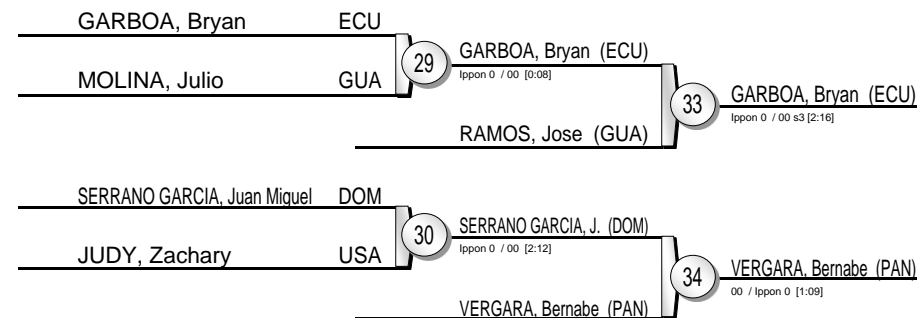 GARBOA, Bryan ECU
MOLINA, Julio GUA
29
GARBOA, Bryan (ECU)
Ippon 0 / 00 [0:08]
RAMOS, Jose (GUA)
33
GARBOA, Bryan (ECU)
Ippon 0 / 00 s3 [2:16]
SERRANO GARCIA, Juan Miguel DOM
JUDY, Zachary USA
30
SERRANO GARCIA, J. (DOM)
Ippon 0 / 00 [2:12]
VERGARA, Bernabe (PAN)
34
VERGARA, Bernabe (PAN)
00 / Ippon 0 [1:09]